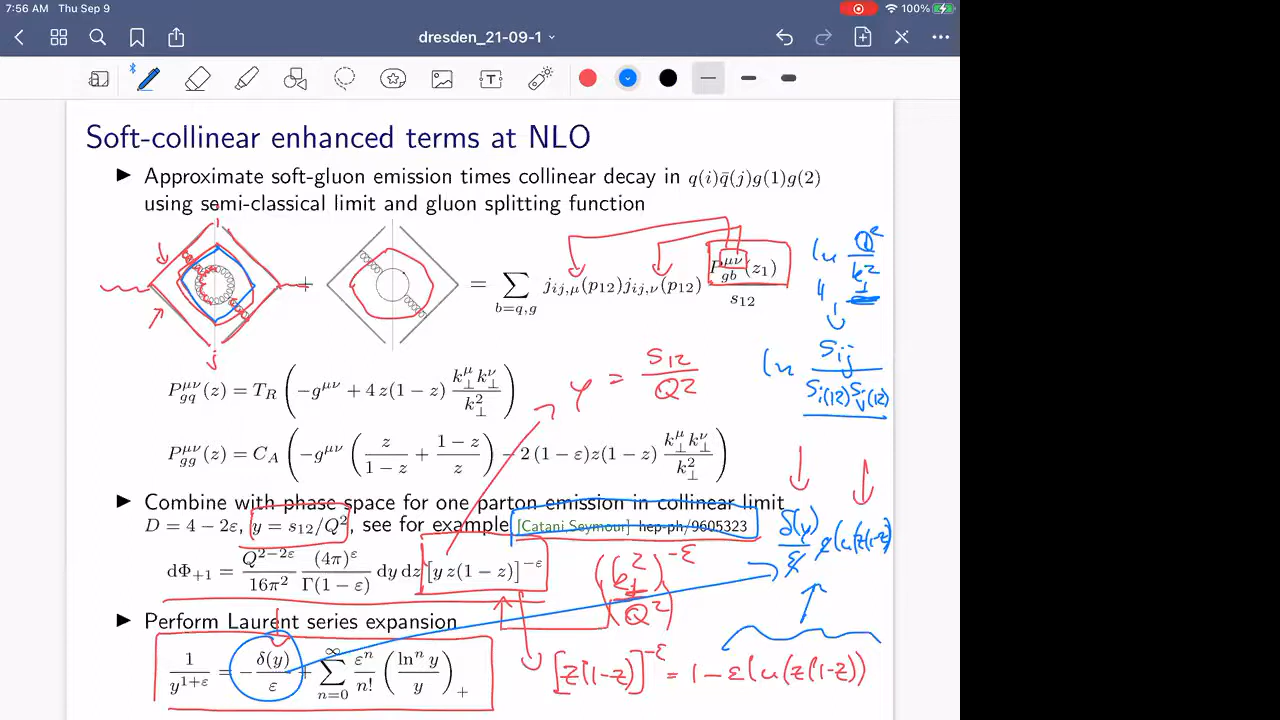 7:56 AM Thu Sep 9
100%
dresden_21-09-1
Soft-collinear enhanced terms at NLO
▶ Approximate soft-gluon emission times collinear decay in q(i)q̄(j)g(1)g(2)
using semi-classical limit and gluon splitting function
i
j
+
= ∑_{b=q,g} j_{ij,μ}(p_{12}) j_{ij,ν}(p_{12}) P^{μν}_{gb}(z_1) / s_{12}
ln Q²/k²_⊥
ln S_{ij} / S_{i(12)} S_{j(12)}
y = S_{12}/Q²
P^{μν}_{gq}(z) = T_R ( −g^{μν} + 4 z(1 − z) k^μ_⊥ k^ν_⊥ / k²_⊥ )
P^{μν}_{gg}(z) = C_A ( −g^{μν} ( z/(1 − z) + (1 − z)/z ) − 2 (1 − ε)z(1 − z) k^μ_⊥ k^ν_⊥ / k²_⊥ )
▶ Combine with phase space for one parton emission in collinear limit
D = 4 − 2ε, y = s_{12}/Q², see for example [Catani Seymour] hep-ph/9605323
δ(y)/ε ε ln(z(1-z))
dΦ_{+1} = Q^{2−2ε}/16π² (4π)^ε/Γ(1 − ε) dy dz [y z(1 − z)]^{−ε}
(k²_⊥/Q²)^{-ε}
▶ Perform Laurent series expansion
1/y^{1+ε} = −δ(y)/ε + ∑_{n=0}^{∞} ε^n/n! (ln^n y / y)_+
[z(1-z)]^{-ε} = 1 - ε ln(z(1-z))